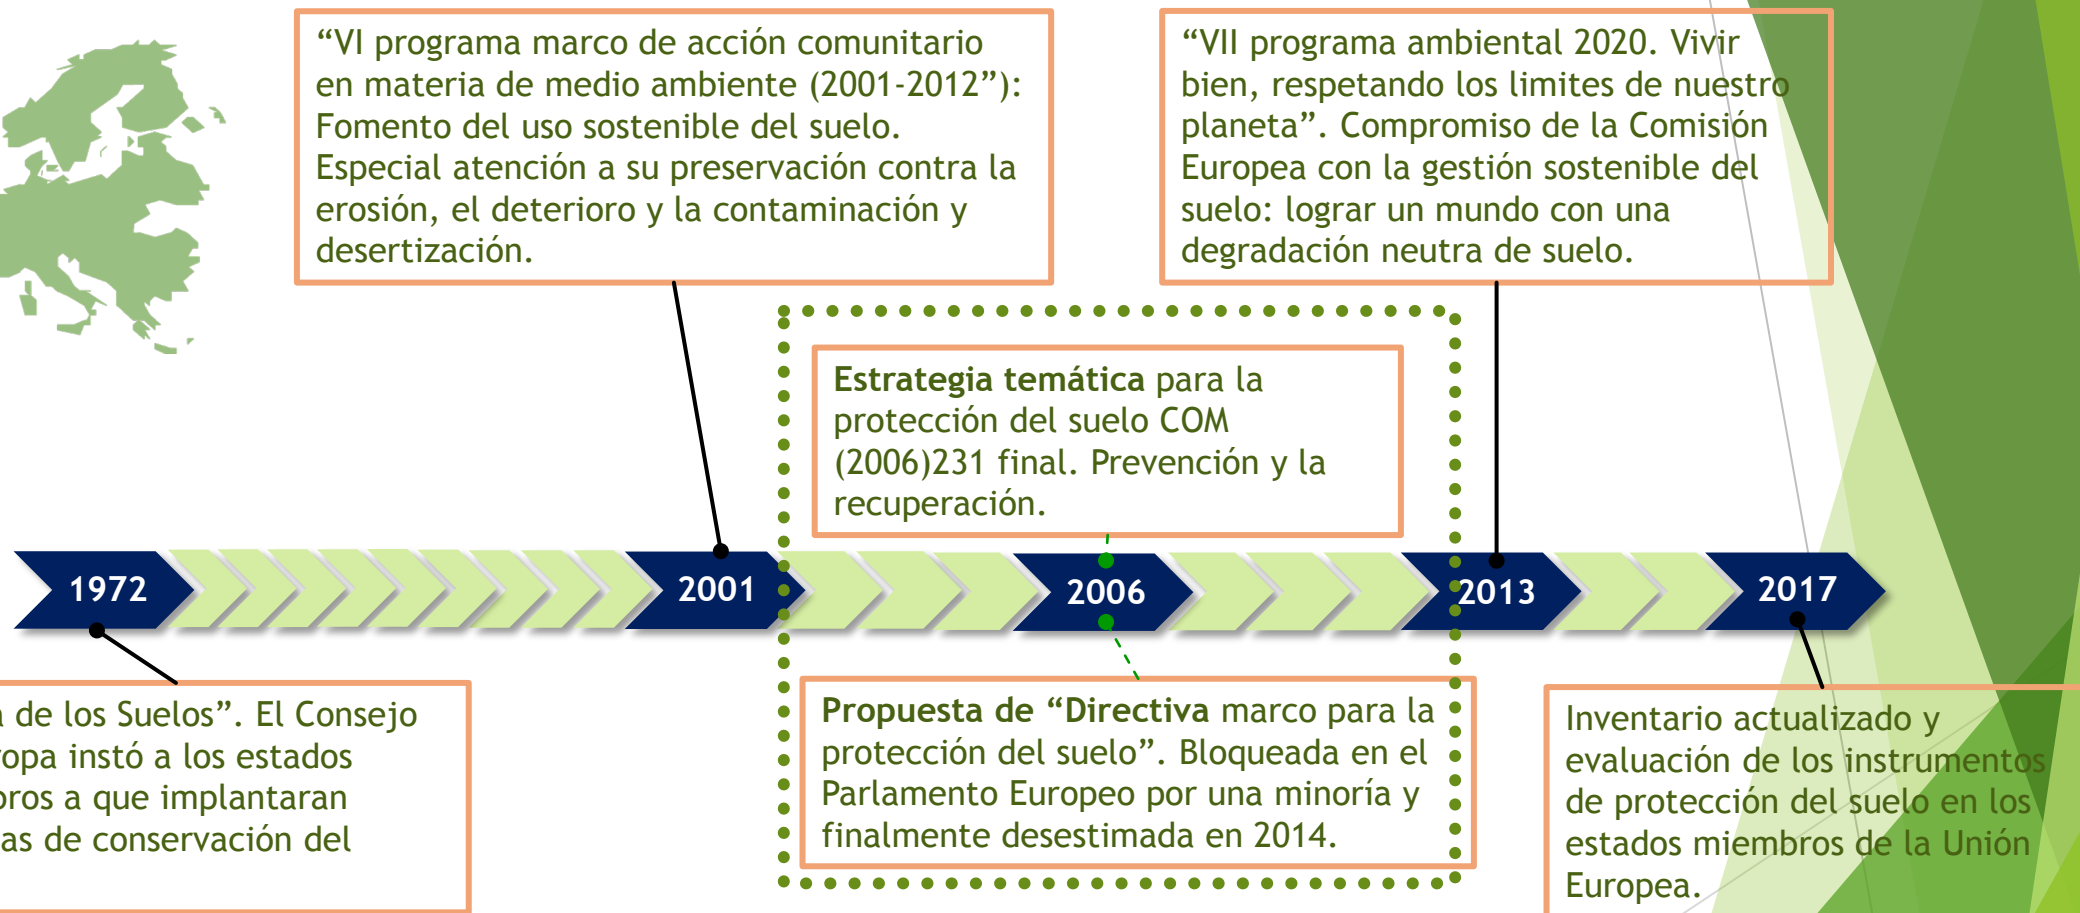 “VI programa marco de acción comunitario
en materia de medio ambiente (2001-2012”):
Fomento del uso sostenible del suelo.
Especial atención a su preservación contra la
erosión, el deterioro y la contaminación y
desertización.
“VII programa ambiental 2020. Vivir
bien, respetando los limites de nuestro
planeta”. Compromiso de la Comisión
Europea con la gestión sostenible del
suelo: lograr un mundo con una
degradación neutra de suelo.
Estrategia temática para la
protección del suelo COM
(2006)231 final. Prevención y la
recuperación.
1972
2001
2006
2013
2017
de los Suelos”. El Consejo
instó a los estados
a que implantaran
de conservación del
Propuesta de “Directiva marco para la
protección del suelo”. Bloqueada en el
Parlamento Europeo por una minoría y
finalmente desestimada en 2014.
Inventario actualizado y
evaluación de los instrumentos
de protección del suelo en los
estados miembros de la Unión
Europea.